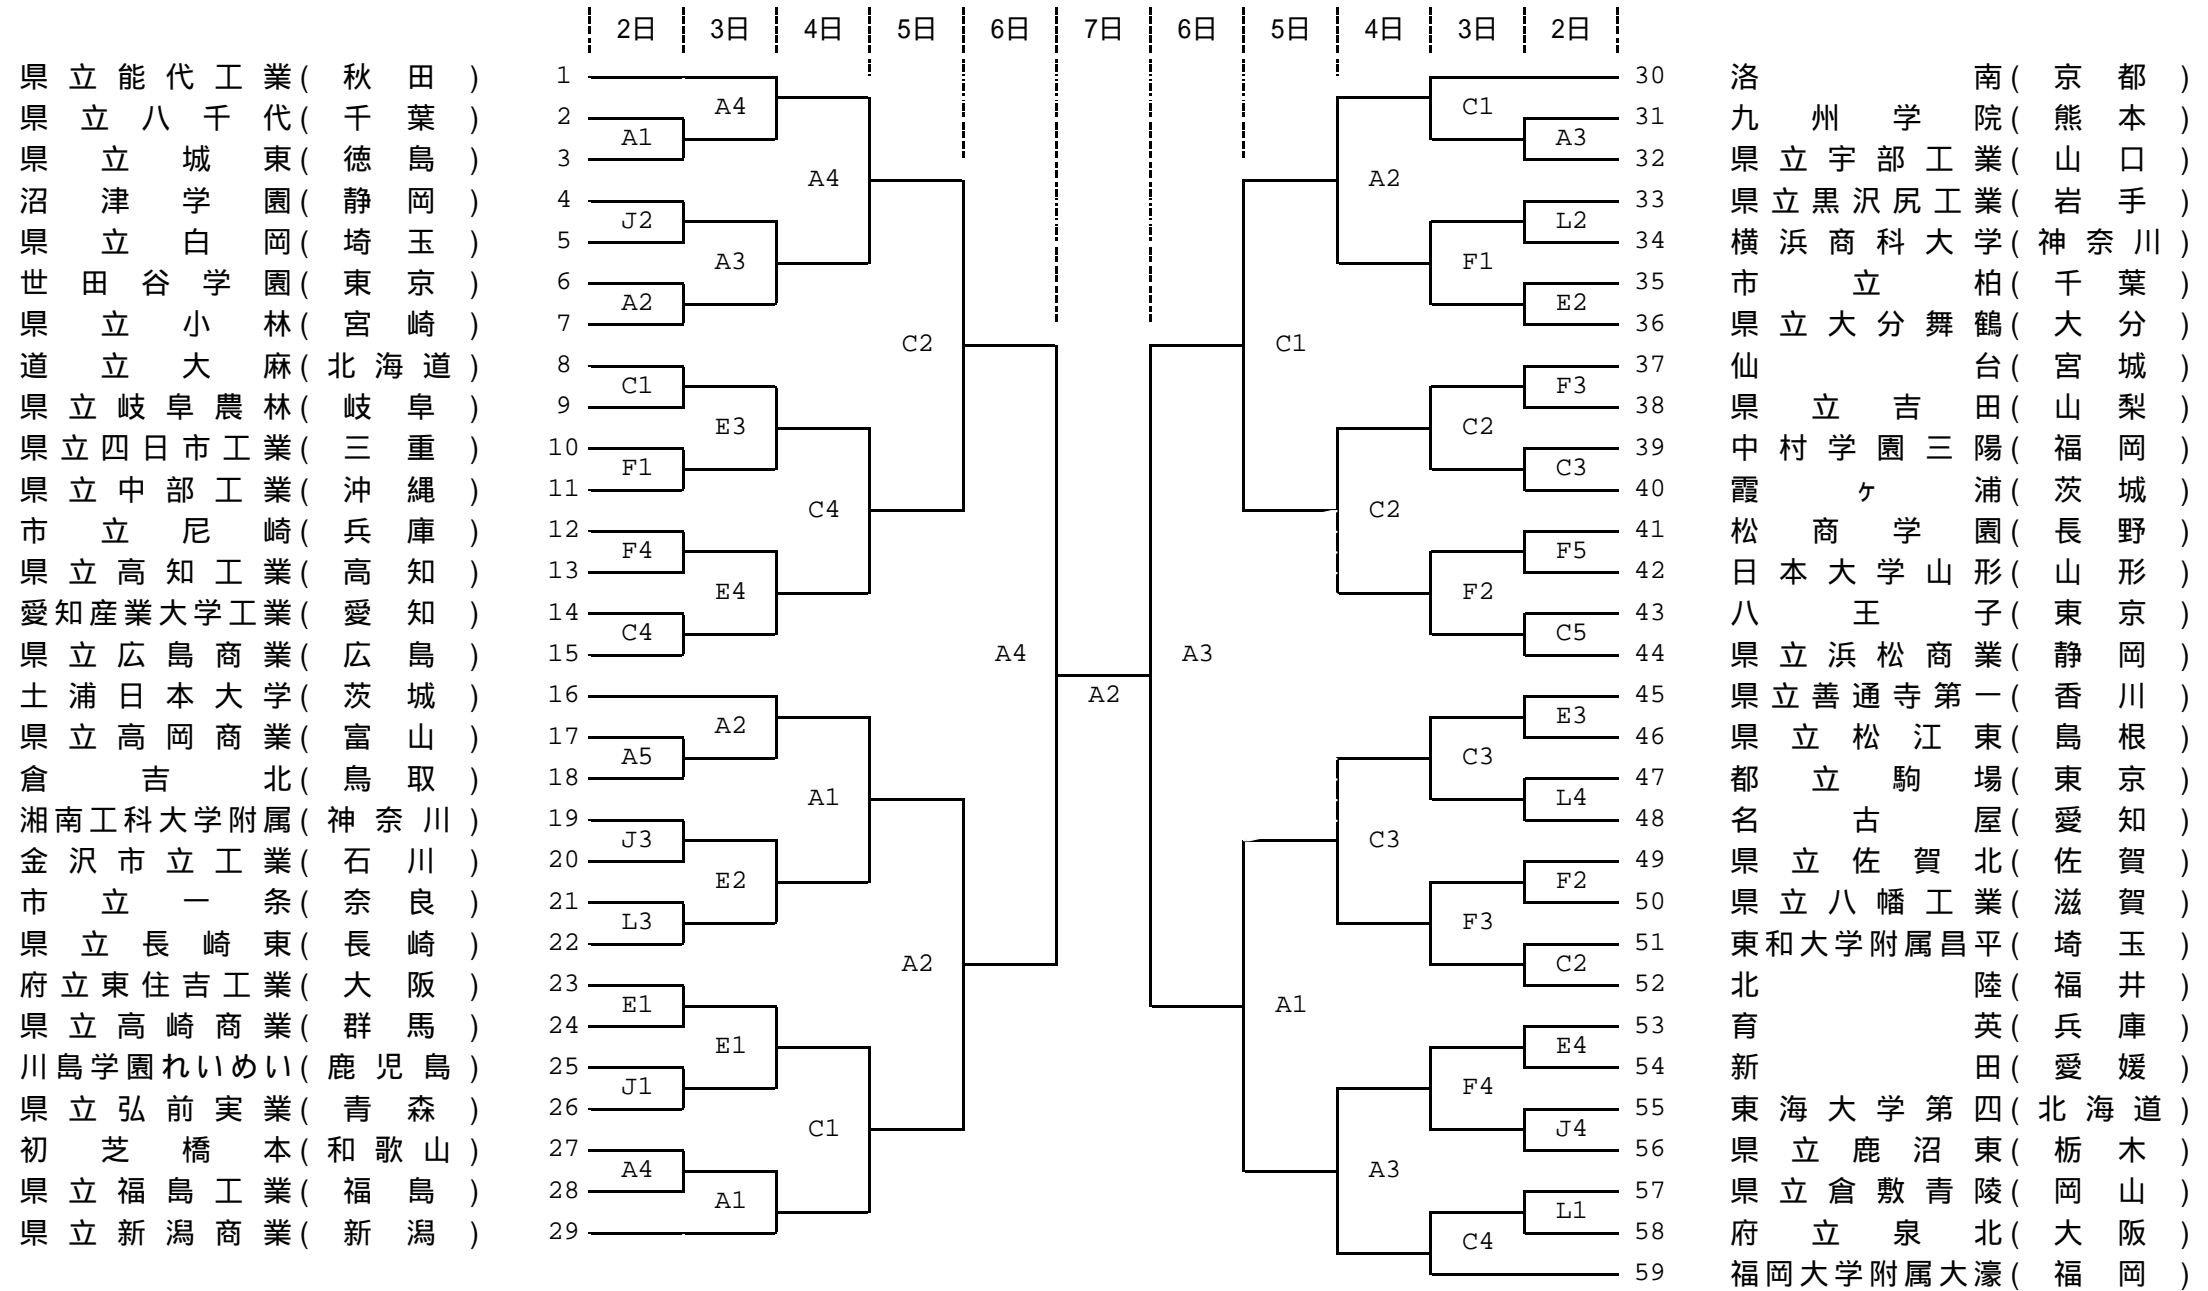 2日 3日 4日 5日 6日 7日 6日 5日 4日 3日 2日
県立能代工業(秋田) 1 30 洛南(京都)
A4 C1
県立八千代(千葉) 2 31 九州学院(熊本)
A1 A3
県立城東(徳島) 3 32 県立宇部工業(山口)
A4 A2
沼津学園(静岡) 4 33 県立黒沢尻工業(岩手)
J2 L2
県立白岡(埼玉) 5 34 横浜商科大学(神奈川)
A3 F1
世田谷学園(東京) 6 35 市立柏(千葉)
A2 E2
県立小林(宮崎) 7 36 県立大分舞鶴(大分)
C2 C1
道立大麻(北海道) 8 37 仙台(宮城)
C1 F3
県立岐阜農林(岐阜) 9 38 県立吉田(山梨)
E3 C2
県立四日市工業(三重) 10 39 中村学園三陽(福岡)
F1 C3
県立中部工業(沖縄) 11 40 霞ヶ浦(茨城)
C4 C2
市立尼崎(兵庫) 12 41 松商学園(長野)
F4 F5
県立高知工業(高知) 13 42 日本大学山形(山形)
E4 F2
愛知産業大学工業(愛知) 14 43 八王子(東京)
C4 C5
県立広島商業(広島) 15 A4 A3 44 県立浜松商業(静岡)
土浦日本大学(茨城) 16 A2 45 県立善通寺第一(香川)
A2 E3
県立高岡商業(富山) 17 46 県立松江東(島根)
A5 C3
倉吉北(鳥取) 18 47 都立駒場(東京)
A1 L4
湘南工科大学附属(神奈川) 19 48 名古屋(愛知)
J3 C3
金沢市立工業(石川) 20 49 県立佐賀北(佐賀)
E2 F2
市立一条(奈良) 21 50 県立八幡工業(滋賀)
L3 F3
県立長崎東(長崎) 22 51 東和大学附属昌平(埼玉)
A2 C2
府立東住吉工業(大阪) 23 52 北陸(福井)
E1 A1
県立高崎商業(群馬) 24 53 育英(兵庫)
E1 E4
川島学園れいめい(鹿児島) 25 54 新田(愛媛)
J1 F4
県立弘前実業(青森) 26 55 東海大学第四(北海道)
C1 J4
初芝橋本(和歌山) 27 56 県立鹿沼東(栃木)
A4 A3
県立福島工業(福島) 28 57 県立倉敷青陵(岡山)
A1 L1
県立新潟商業(新潟) 29 58 府立泉北(大阪)
C4
59 福岡大学附属大濠(福岡)